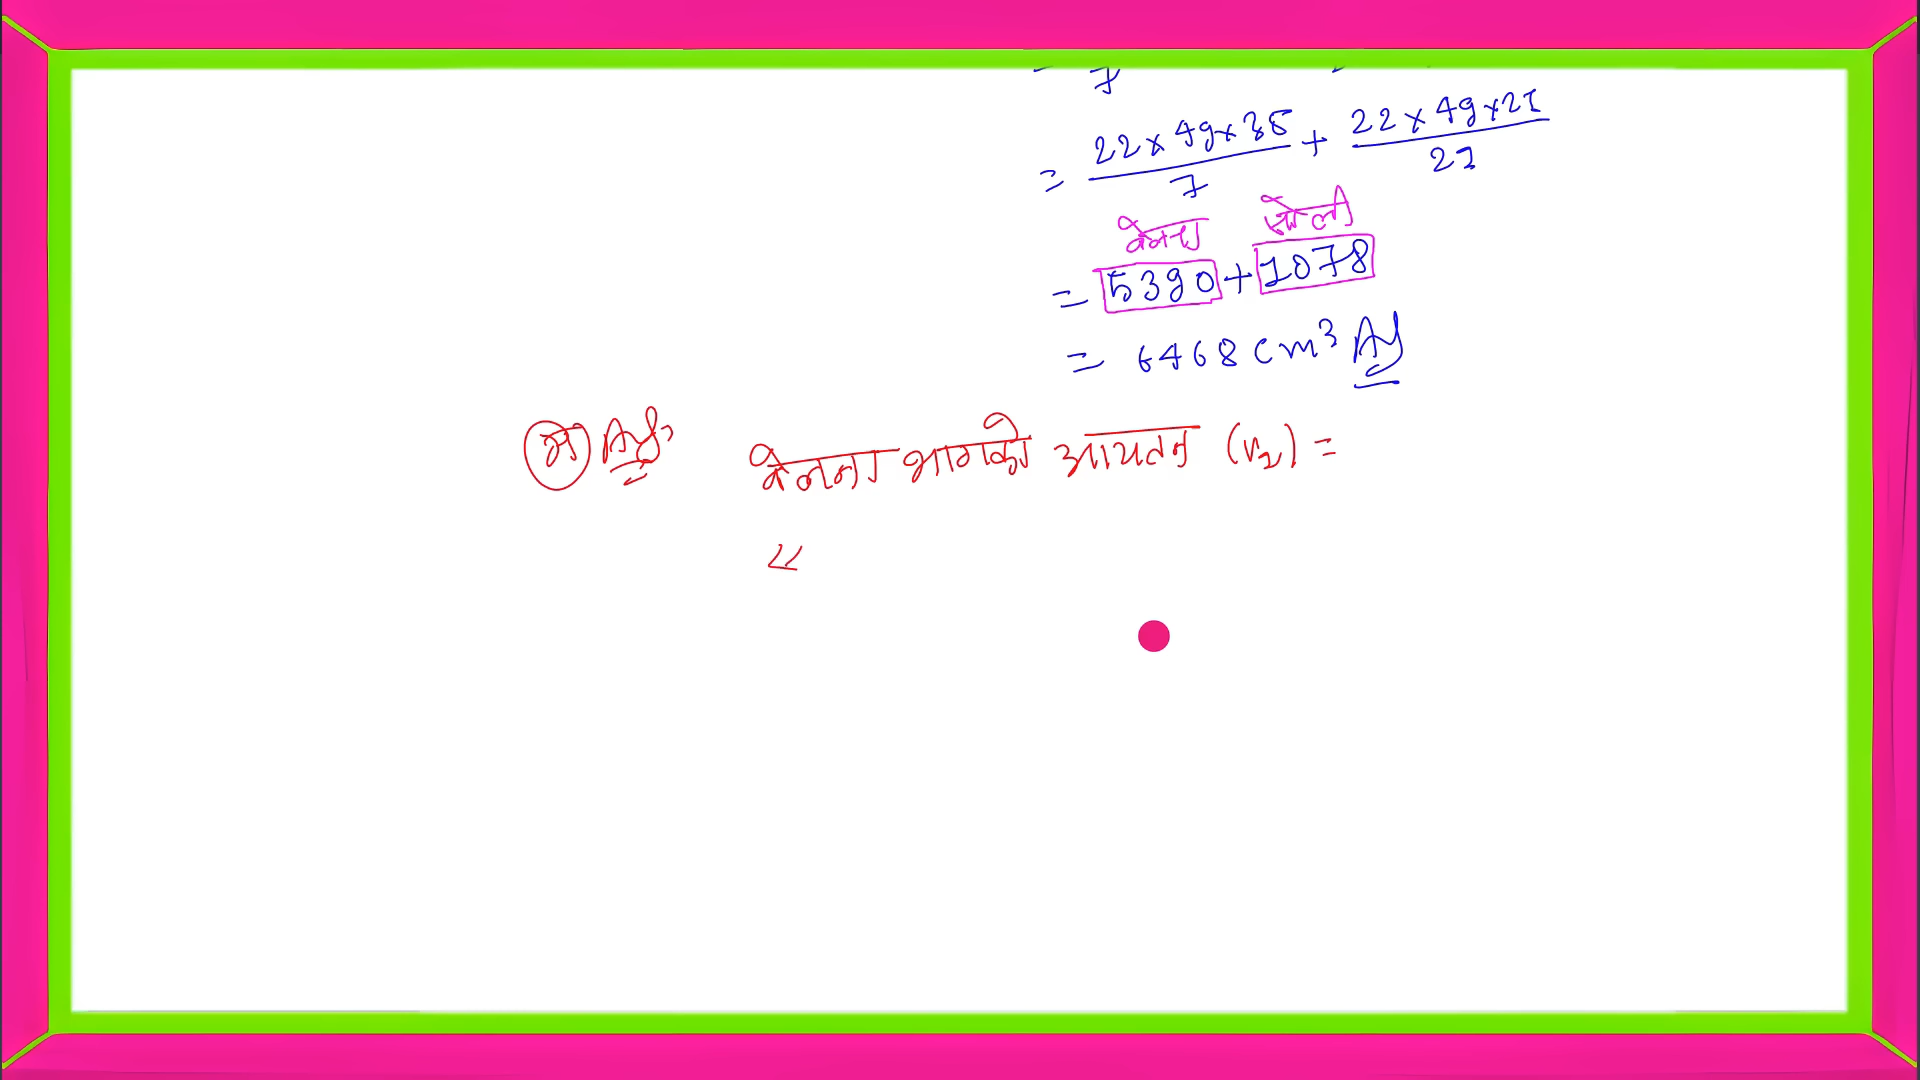 = 22 x 49 x 35 / 7 + 22 x 49 x 21 / 21
बेलना सोली
= 5390 + 1078
= 6468 cm³ Ans
ग Ans: बेलना भागको आयतन (V₂) =
"